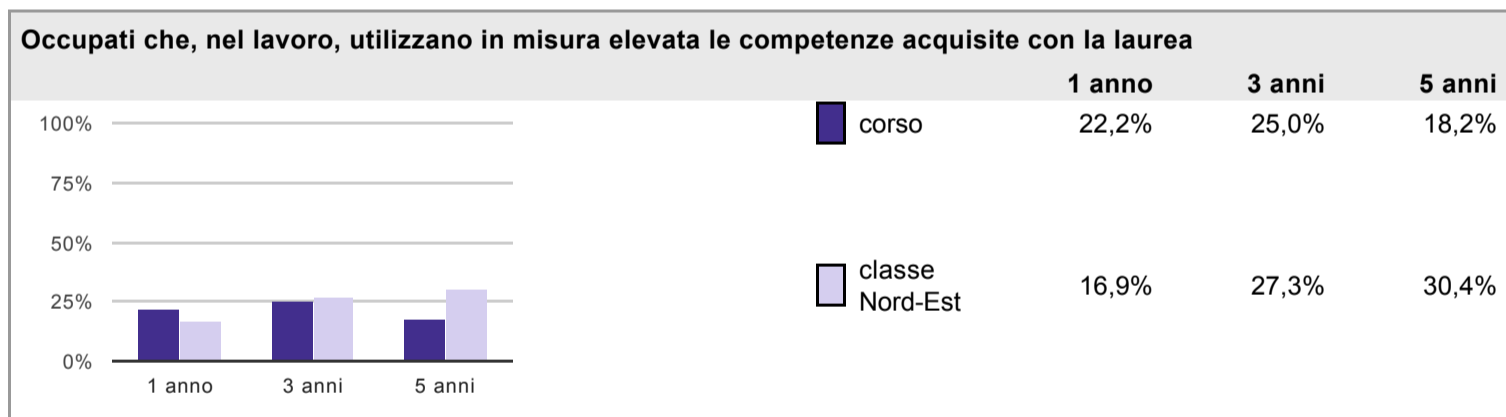 Occupati che, nel lavoro, utilizzano in misura elevata le competenze acquisite con la laurea
1 anno 3 anni 5 anni
100%
75%
50%
25%
0%
1 anno 3 anni 5 anni
corso 22,2% 25,0% 18,2%
classe
Nord-Est 16,9% 27,3% 30,4%